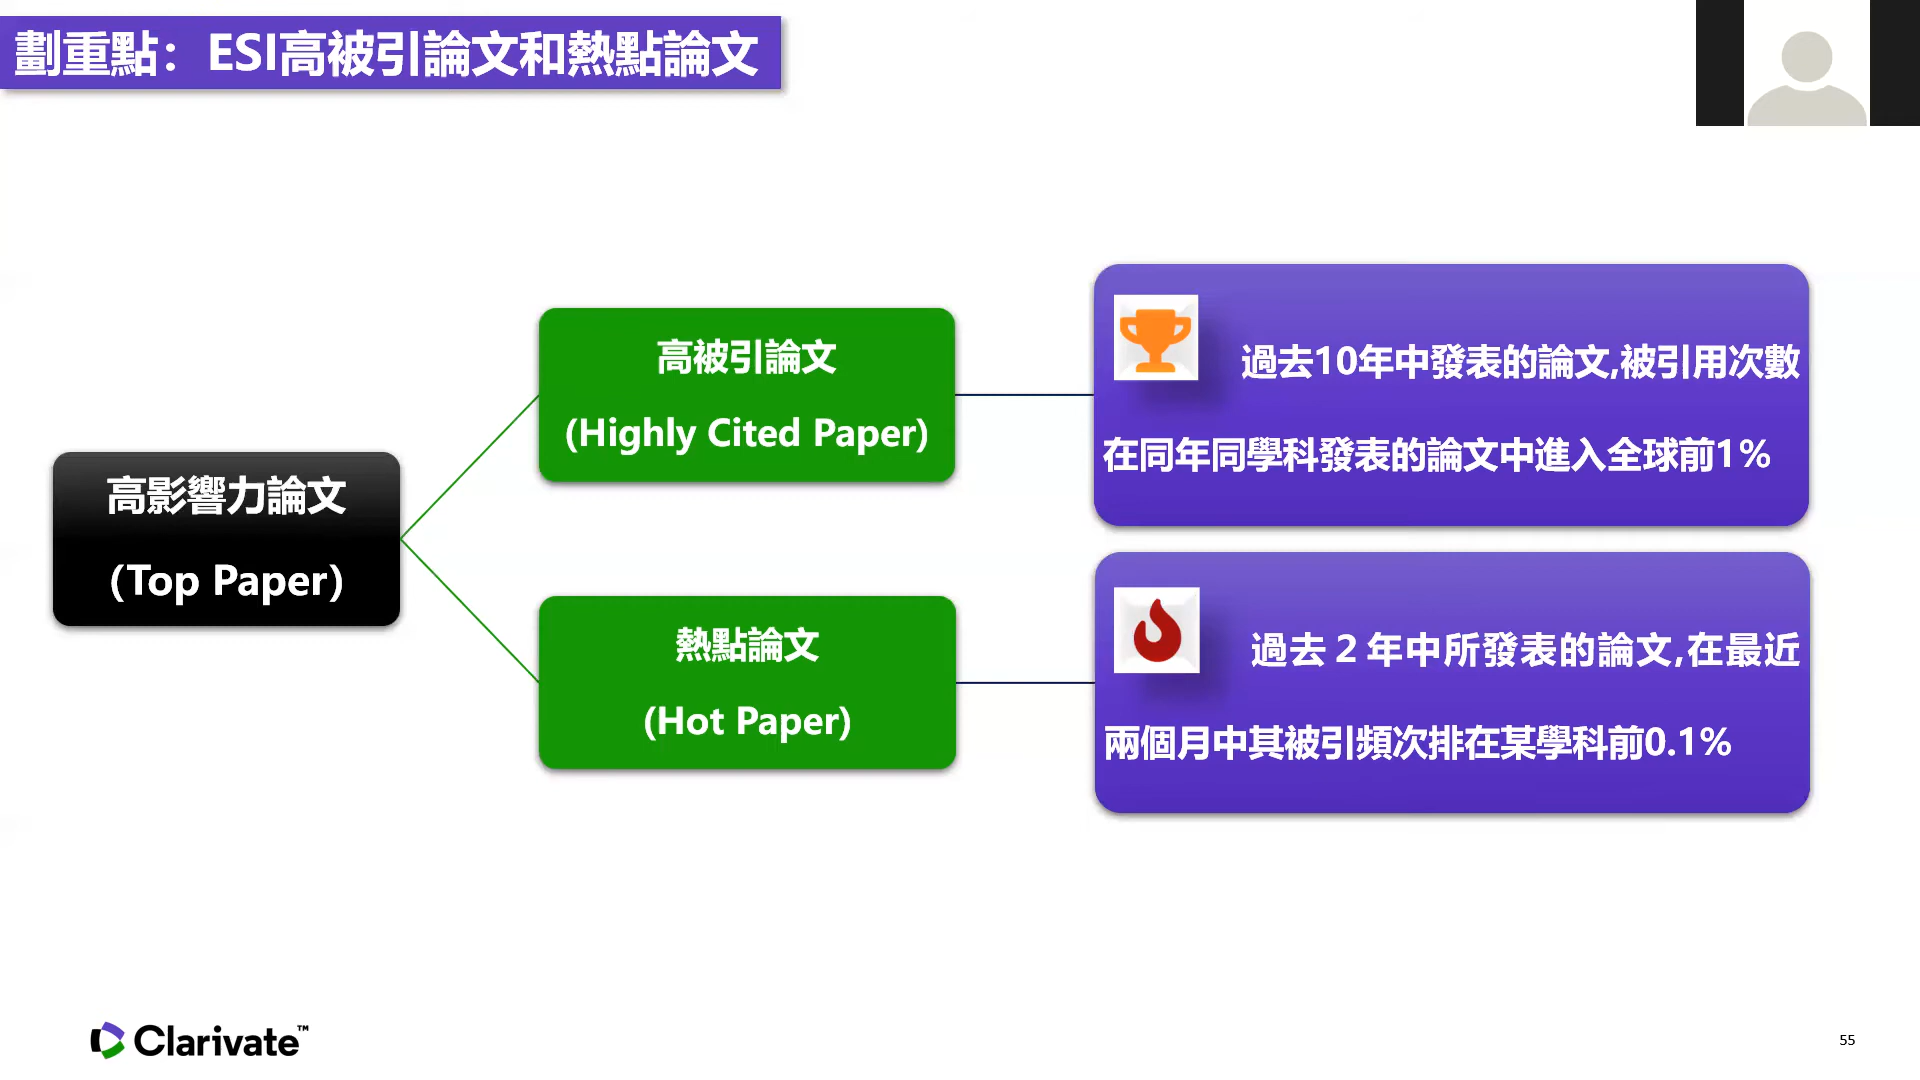 劃重點：ESI高被引論文和熱點論文
高影響力論文
(Top Paper)
高被引論文
(Highly Cited Paper)
過去10年中發表的論文,被引用次數
在同年同學科發表的論文中進入全球前1%
熱點論文
(Hot Paper)
過去 2 年中所發表的論文,在最近
兩個月中其被引頻次排在某學科前0.1%
Clarivate™
55